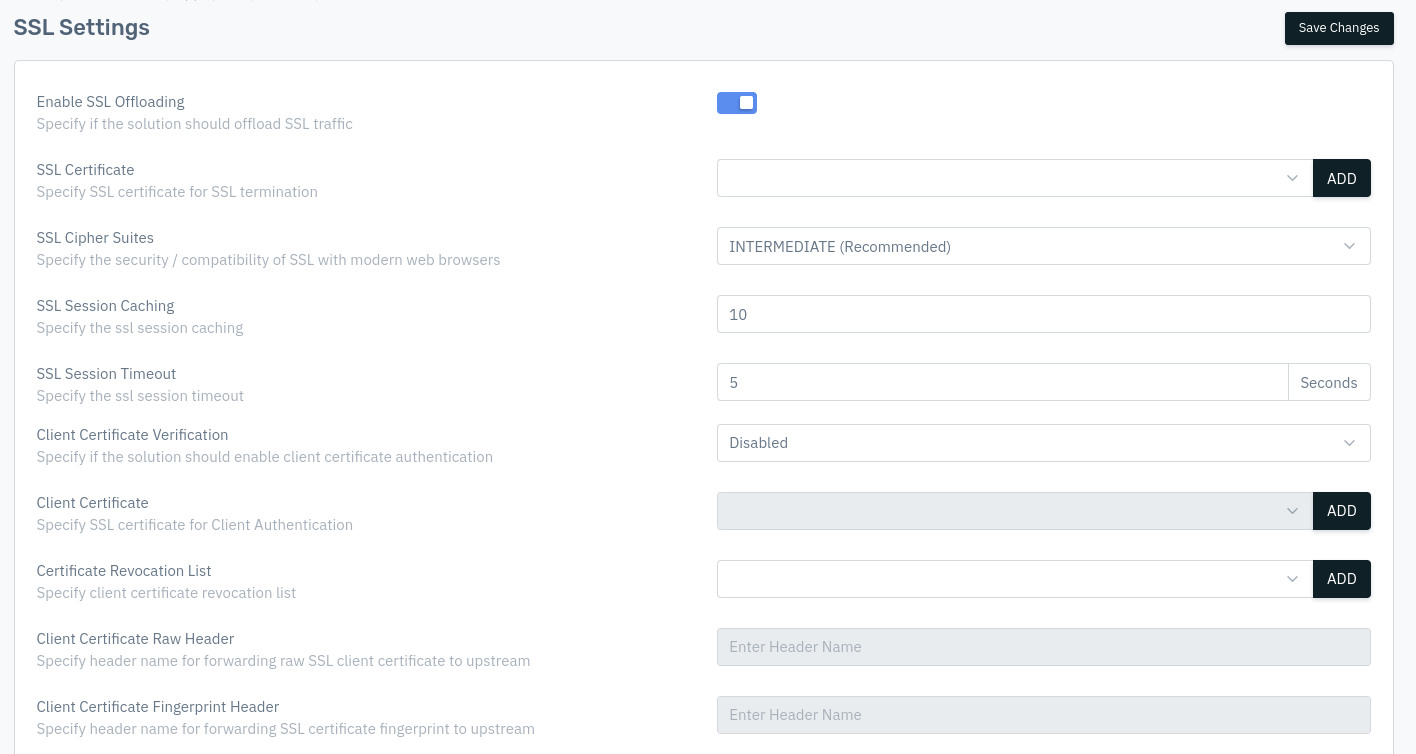 SSL Settings
Save Changes
Enable SSL Offloading
Specify if the solution should offload SSL traffic
SSL Certificate
Specify SSL certificate for SSL termination
ADD
SSL Cipher Suites
Specify the security / compatibility of SSL with modern web browsers
INTERMEDIATE (Recommended)
SSL Session Caching
Specify the ssl session caching
10
SSL Session Timeout
Specify the ssl session timeout
5
Seconds
Client Certificate Verification
Specify if the solution should enable client certificate authentication
Disabled
Client Certificate
Specify SSL certificate for Client Authentication
ADD
Certificate Revocation List
Specify client certificate revocation list
ADD
Client Certificate Raw Header
Specify header name for forwarding raw SSL client certificate to upstream
Enter Header Name
Client Certificate Fingerprint Header
Specify header name for forwarding SSL certificate fingerprint to upstream
Enter Header Name